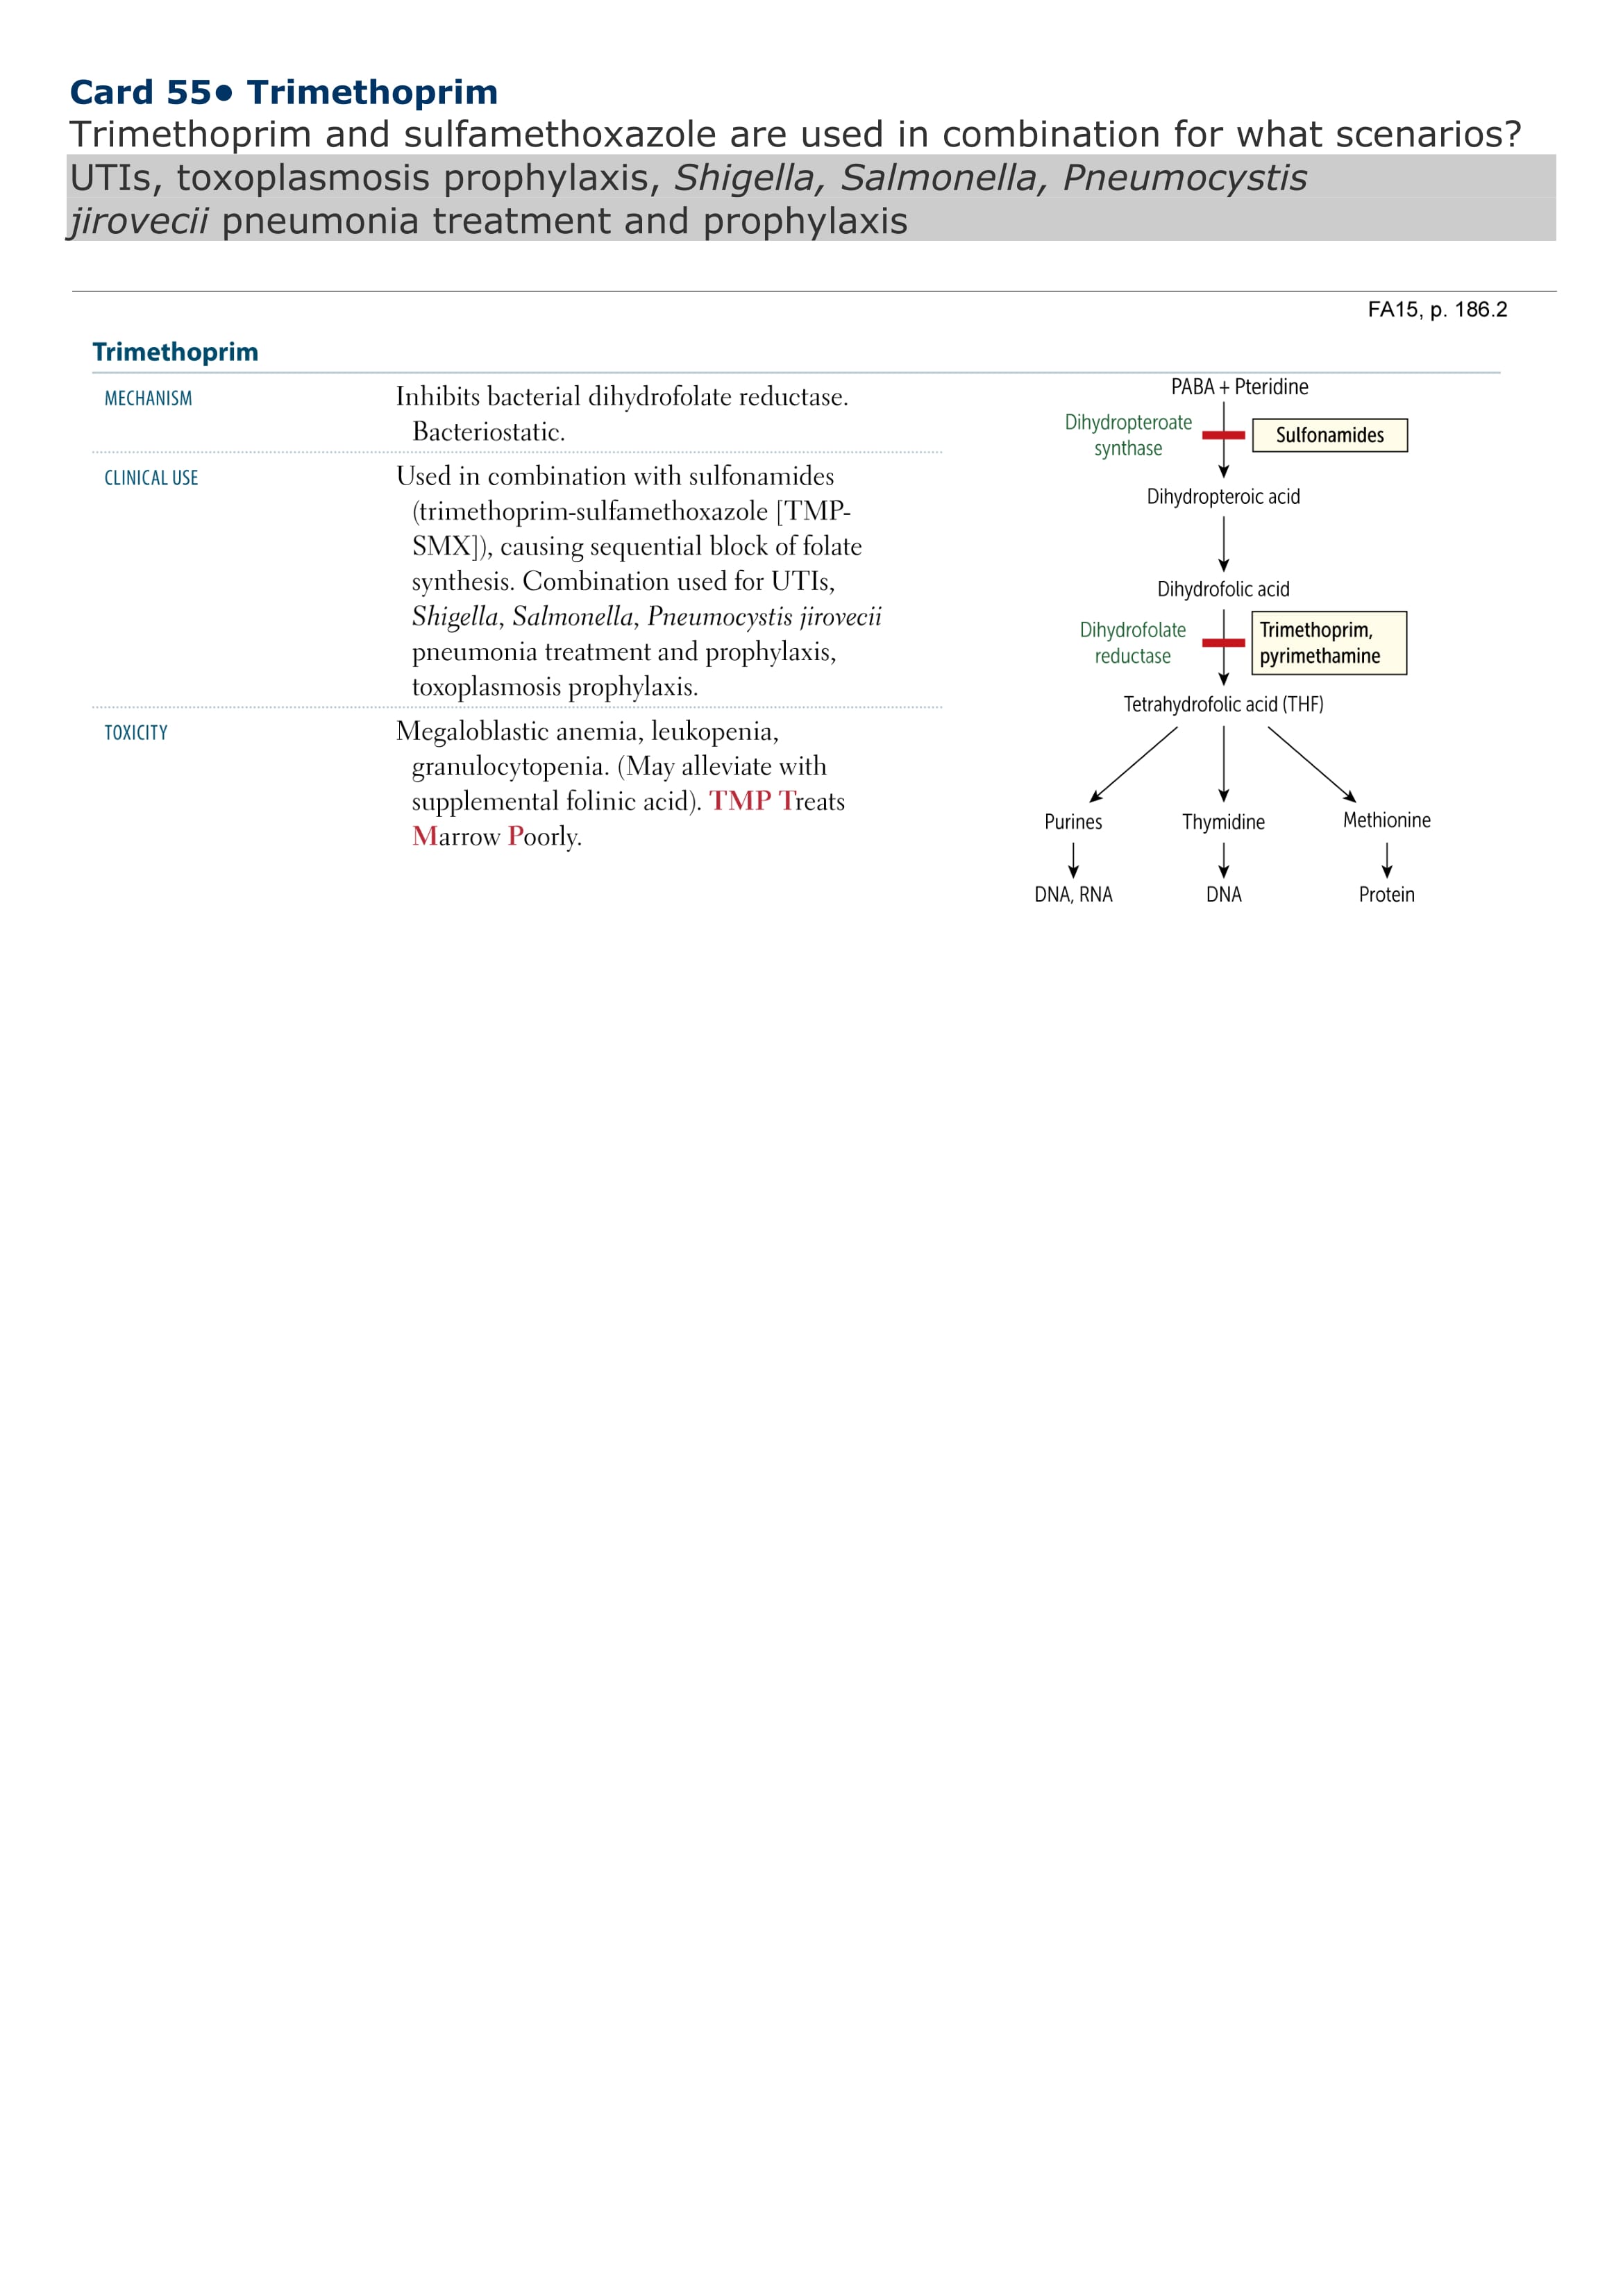 Card 55● Trimethoprim
Trimethoprim and sulfamethoxazole are used in combination for what scenarios?
UTIs, toxoplasmosis prophylaxis, Shigella, Salmonella, Pneumocystis
jirovecii pneumonia treatment and prophylaxis
FA15, p. 186.2
Trimethoprim
MECHANISM
Inhibits bacterial dihydrofolate reductase.
Bacteriostatic.
CLINICAL USE
Used in combination with sulfonamides
(trimethoprim-sulfamethoxazole [TMP-
SMX]), causing sequential block of folate
synthesis. Combination used for UTIs,
Shigella, Salmonella, Pneumocystis jirovecii
pneumonia treatment and prophylaxis,
toxoplasmosis prophylaxis.
TOXICITY
Megaloblastic anemia, leukopenia,
granulocytopenia. (May alleviate with
supplemental folinic acid). TMP Treats
Marrow Poorly.
PABA + Pteridine
Dihydropteroate
synthase
Sulfonamides
Dihydropteroic acid
Dihydrofolic acid
Dihydrofolate
reductase
Trimethoprim,
pyrimethamine
Tetrahydrofolic acid (THF)
Purines
Thymidine
Methionine
DNA, RNA
DNA
Protein